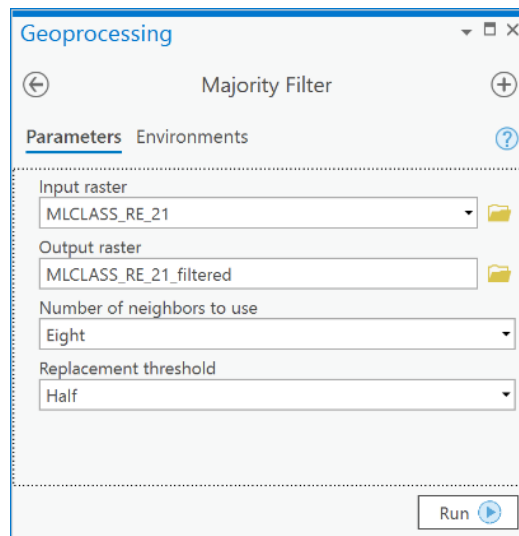 Geoprocessing
Majority Filter
Parameters Environments
Input raster
MLCLASS_RE_21
Output raster
MLCLASS_RE_21_filtered
Number of neighbors to use
Eight
Replacement threshold
Half
Run